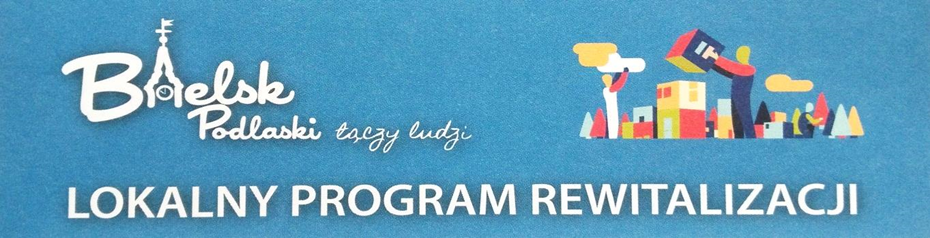 Bielsk
Podlaski łączy ludzi
LOKALNY PROGRAM REWITALIZACJI